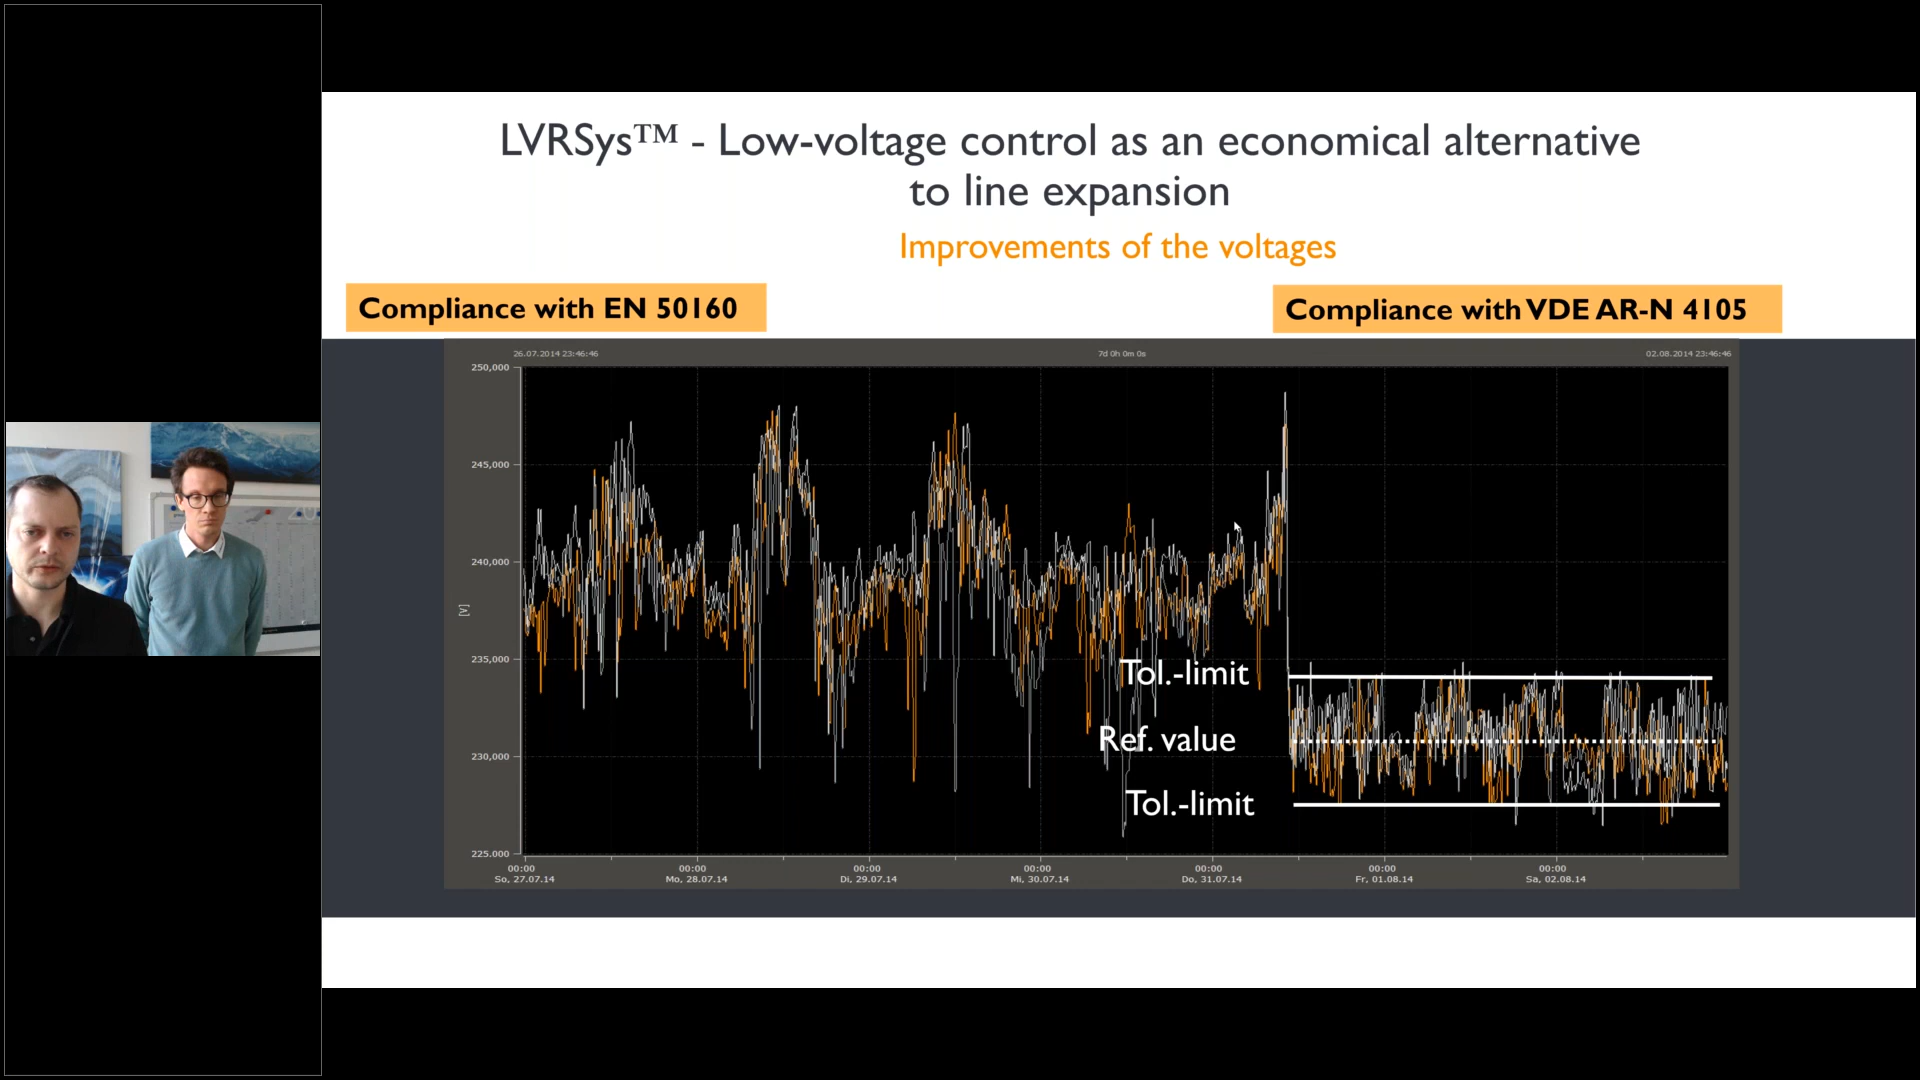 LVRSys™ - Low-voltage control as an economical alternative
to line expansion
Improvements of the voltages
Compliance with EN 50160
Compliance with VDE AR-N 4105
26.07.2014 23:46:46
7d 0h 0m 0s
02.08.2014 23:46:46
250,000
245,000
240,000
[V]
235,000
230,000
225.000
Tol.-limit
Ref. value
Tol.-limit
00:00
So, 27.07.14
00:00
Mo, 28.07.14
00:00
Di, 29.07.14
00:00
Mi, 30.07.14
00:00
Do, 31.07.14
00:00
Fr, 01.08.14
00:00
Sa, 02.08.14